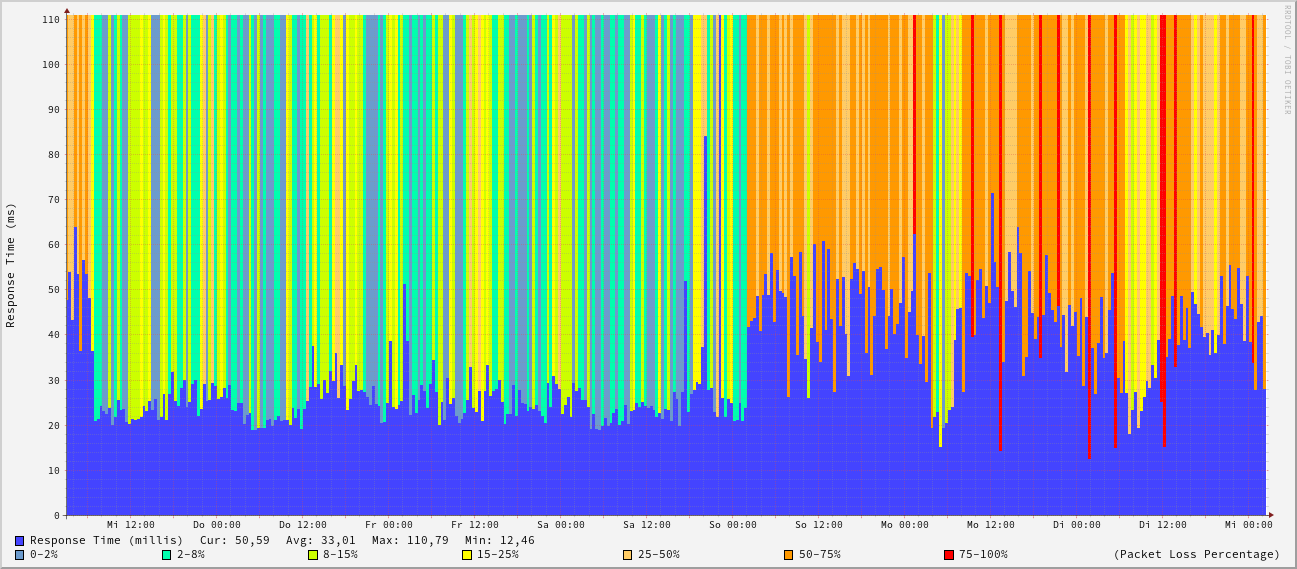 RRDTOOL / TOBI OETIKER
Response Time (ms)
110
100
90
80
70
60
50
40
30
20
10
0
Mi 12:00 Do 00:00 Do 12:00 Fr 00:00 Fr 12:00 Sa 00:00 Sa 12:00 So 00:00 So 12:00 Mo 00:00 Mo 12:00 Di 00:00 Di 12:00 Mi 00:00
Response Time (millis) Cur: 50,59 Avg: 33,01 Max: 110,79 Min: 12,46
0-2% 2-8% 8-15% 15-25% 25-50% 50-75% 75-100% (Packet Loss Percentage)